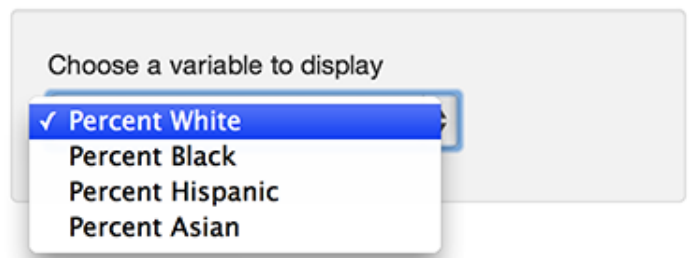 Choose a variable to display
✓ Percent White
Percent Black
Percent Hispanic
Percent Asian